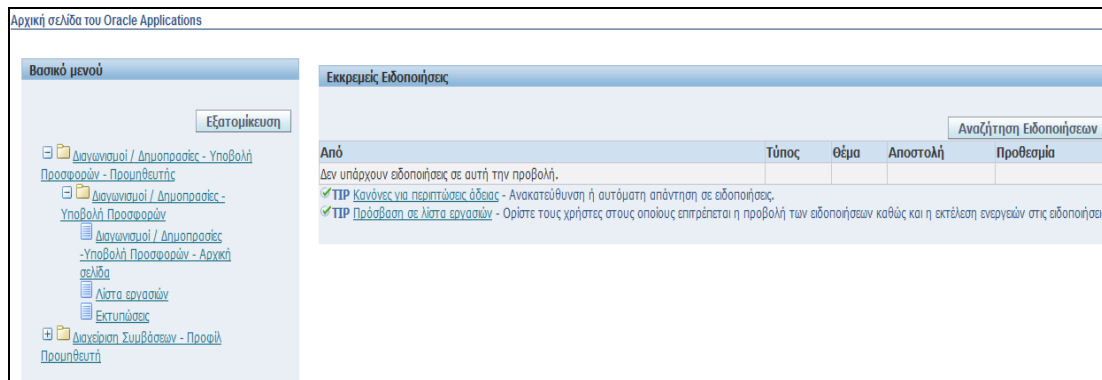 Αρχική σελίδα του Oracle Applications
Βασικό μενού
Εξατομίκευση
Διαγωνισμοί / Δημοπρασίες - Υποβολή
Προσφορών - Προμηθευτής
Διαγωνισμοί / Δημοπρασίες -
Υποβολή Προσφορών
Διαγωνισμοί / Δημοπρασίες
-Υποβολή Προσφορών - Αρχική
σελίδα
Λίστα εργασιών
Εκτυπώσεις
Διαχείριση Συμβάσεων - Προφίλ
Προμηθευτή
Εκκρεμείς Ειδοποιήσεις
Αναζήτηση Ειδοποιήσεων
Από Τύπος Θέμα Αποστολή Προθεσμία
Δεν υπάρχουν ειδοποιήσεις σε αυτή την προβολή.
TIP Κανόνες για περιπτώσεις άδειας - Ανακατεύθυνση ή αυτόματη απάντηση σε ειδοποιήσεις.
TIP Πρόσβαση σε λίστα εργασιών - Ορίστε τους χρήστες στους οποίους επιτρέπεται η προβολή των ειδοποιήσεων καθώς και η εκτέλεση ενεργειών στις